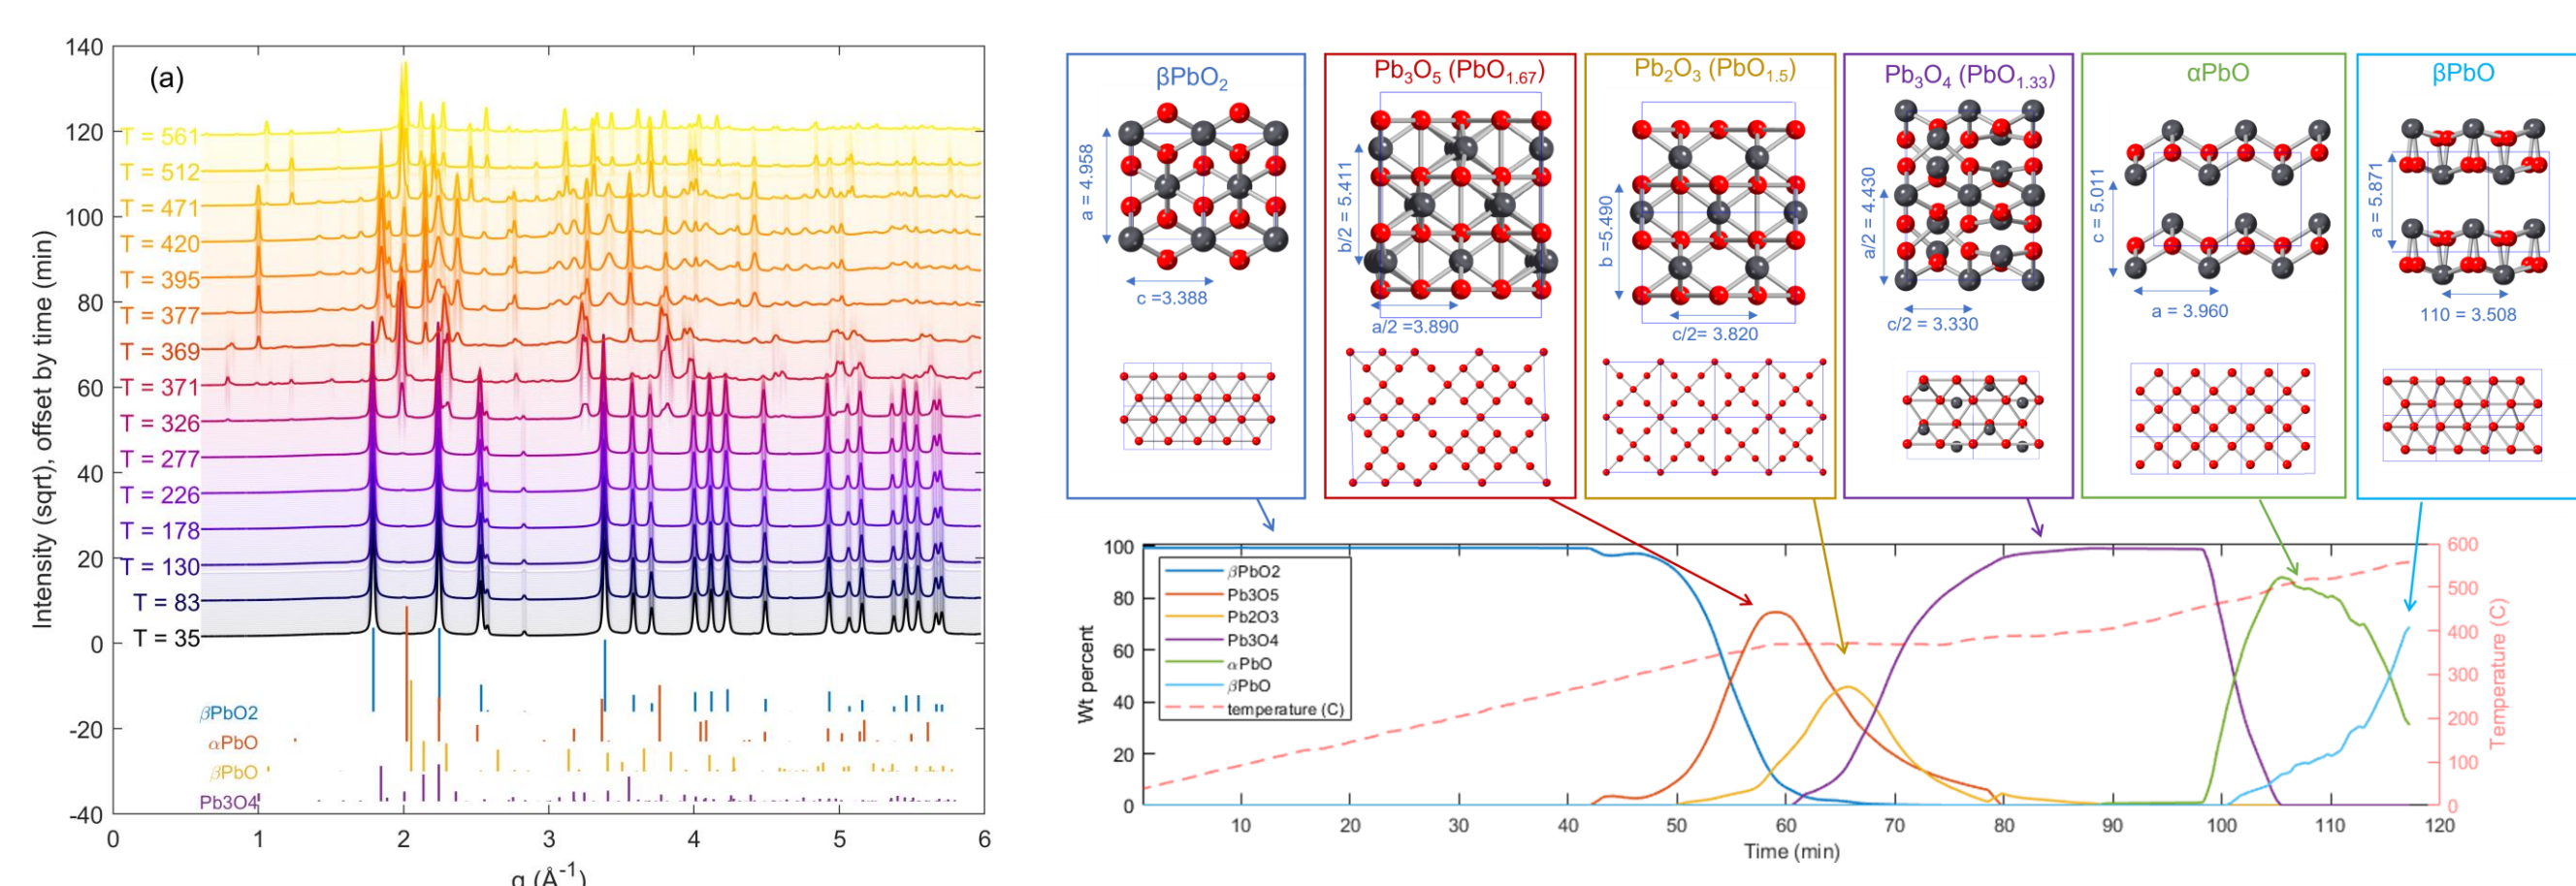 (a)
140
120
100
80
60
40
20
0
-20
-40
Intensity (sqrt), offset by time (min)
T = 561
T = 512
T = 471
T = 420
T = 395
T = 377
T = 369
T = 371
T = 326
T = 277
T = 226
T = 178
T = 130
T = 83
T = 35
βPbO2
αPbO
βPbO
Pb3O4
0 1 2 3 4 5 6
q (Å⁻¹)
βPbO₂
a = 4.958
c =3.388
Pb₃O₅ (PbO₁.₆₇)
b/2 = 5.411
a/2 =3.890
Pb₂O₃ (PbO₁.₅)
b =5.490
c/2= 3.820
Pb₃O₄ (PbO₁.₃₃)
a/2 = 4.430
c/2 = 3.330
αPbO
c = 5.011
a = 3.960
βPbO
a = 5.871
110 = 3.508
100
80
60
40
20
0
Wt percent
βPbO2
Pb3O5
Pb2O3
Pb3O4
αPbO
βPbO
temperature (C)
600
500
400
300
200
100
0
Temperature (C)
10 20 30 40 50 60 70 80 90 100 110 120
Time (min)